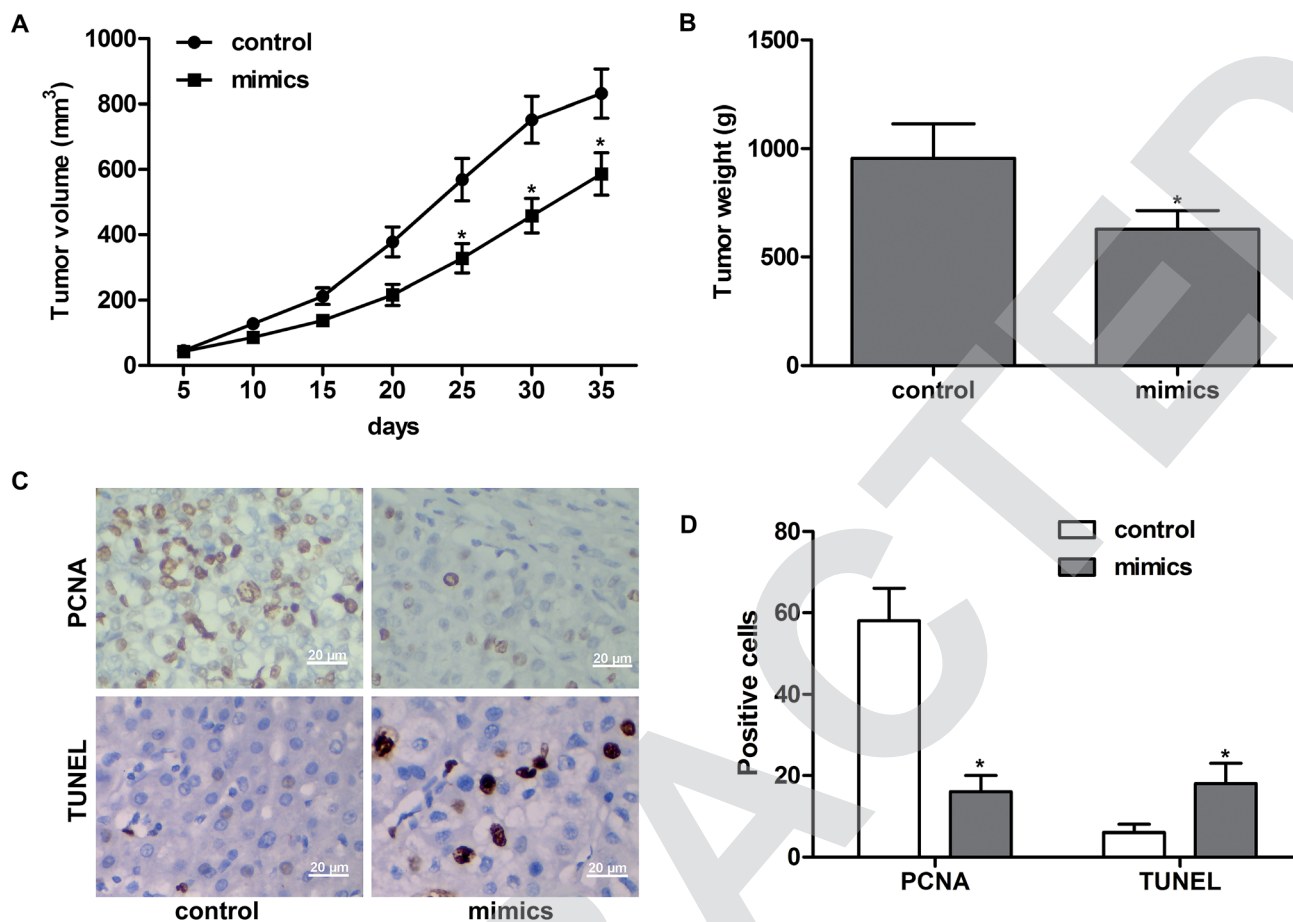 A
1000
800
600
400
200
0
Tumor volume (mm³)
control
mimics
*
*
*
5 10 15 20 25 30 35
days
B
1500
1000
500
0
Tumor weight (g)
*
control mimics
C
PCNA
20 µm
20 µm
TUNEL
20 µm
20 µm
control mimics
D
80
60
40
20
0
Positive cells
control
mimics
*
*
PCNA TUNEL